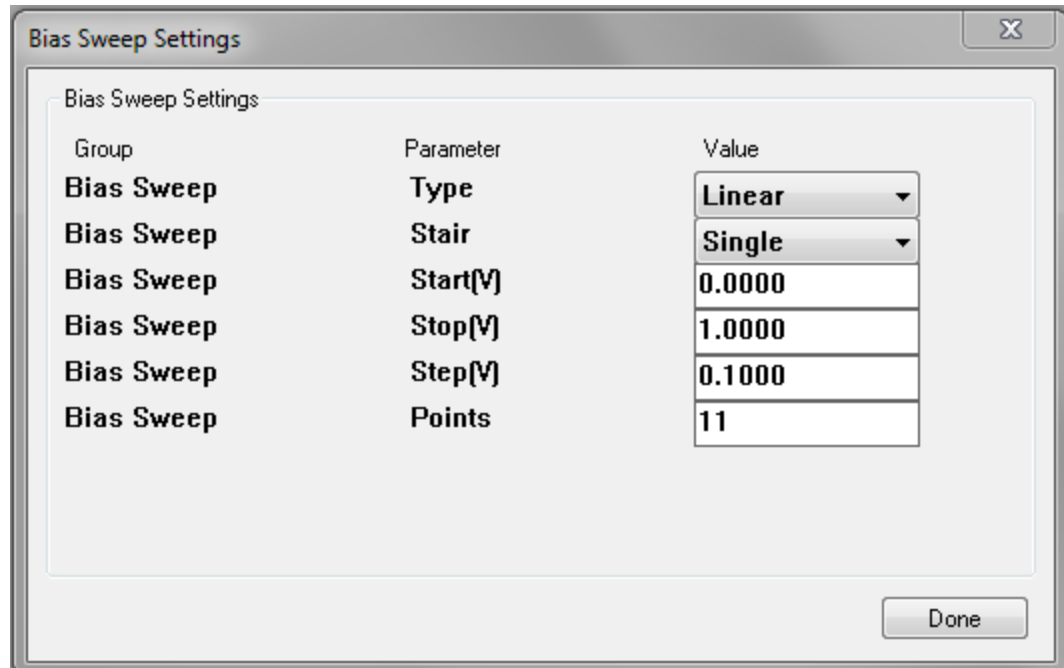 Bias Sweep Settings
Bias Sweep Settings
Group Parameter Value
Bias Sweep Type Linear
Bias Sweep Stair Single
Bias Sweep Start(V) 0.0000
Bias Sweep Stop(V) 1.0000
Bias Sweep Step(V) 0.1000
Bias Sweep Points 11
Done